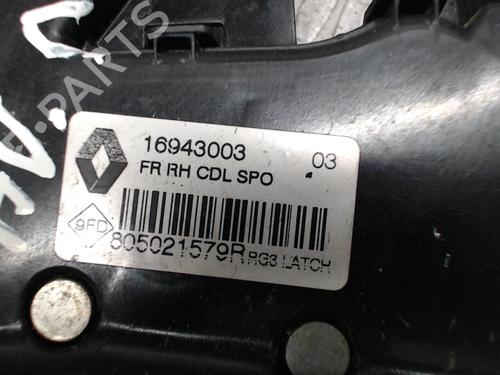 16943003 03
FR RH CDL SPO
9FD
805021579R RG3 LATCH
PARTS